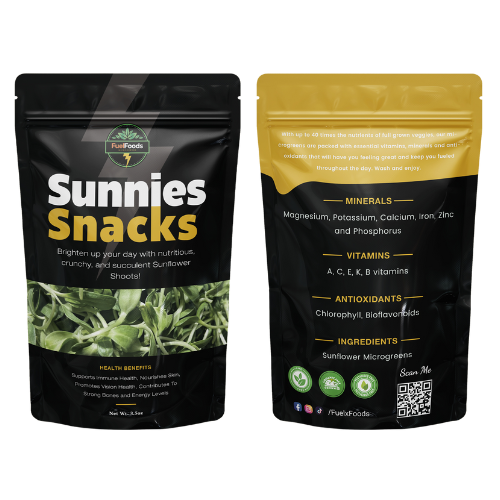 FuelFoods
Sunnies
Snacks
Brighten up your day with nutritious,
crunchy, and succulent Sunflower
Shoots!
HEALTH BENEFITS
Supports Immune Health, Nourishes Skin,
Promotes Vision Health, Contributes To
Strong Bones and Energy Levels
Net Wt. 3.5oz
With up to 40 times the nutrients of full grown veggies, our mi
crogreens are packed with essential vitamins, minerals and anti-
oxidants that will have you feeling great and keep you fueled
throughout the day. Wash and enjoy
MINERALS
Magnesium, Potassium, Calcium, Iron, Zinc
and Phosphorus
VITAMINS
A, C, E, K, B vitamins
ANTIOXIDANTS
Chlorophyll, Bioflavonoids
INGREDIENTS
Sunflower Microgreens
Scan Me
/FuelxFoods